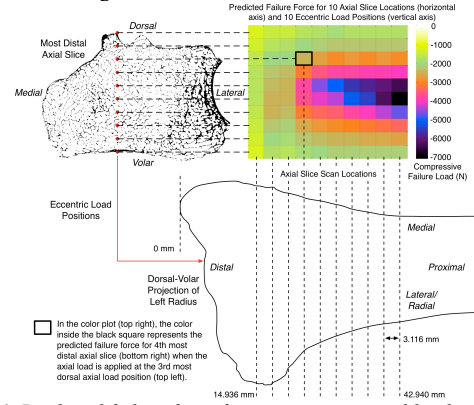 Predicted Failure Force for 10 Axial Slice Locations (horizontal
axis) and 10 Eccentric Load Positions (vertical axis)
Dorsal
Most Distal
Axial Slice
Medial
Lateral
Volar
0
-1000
-2000
-3000
-4000
-5000
-6000
-7000
Compressive
Failure Load (N)
Axial Slice Scan Locations
Eccentric Load
Positions
0 mm
Medial
Distal
Proximal
Dorsal-Volar
Projection of
Left Radius
Lateral/
Radial
In the color plot (top right), the color
inside the black square represents the
predicted failure force for 4th most
distal axial slice (bottom right) when the
axial load is applied at the 3rd most
dorsal axial load position (top left).
3.116 mm
14.936 mm
42.940 mm